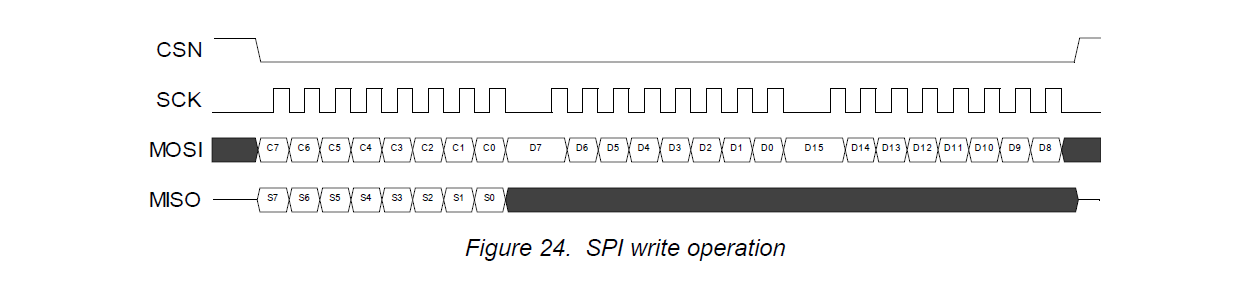 CSN
SCK
MOSI C7 C6 C5 C4 C3 C2 C1 C0 D7 D6 D5 D4 D3 D2 D1 D0 D15 D14 D13 D12 D11 D10 D9 D8
MISO S7 S6 S5 S4 S3 S2 S1 S0
Figure 24. SPI write operation